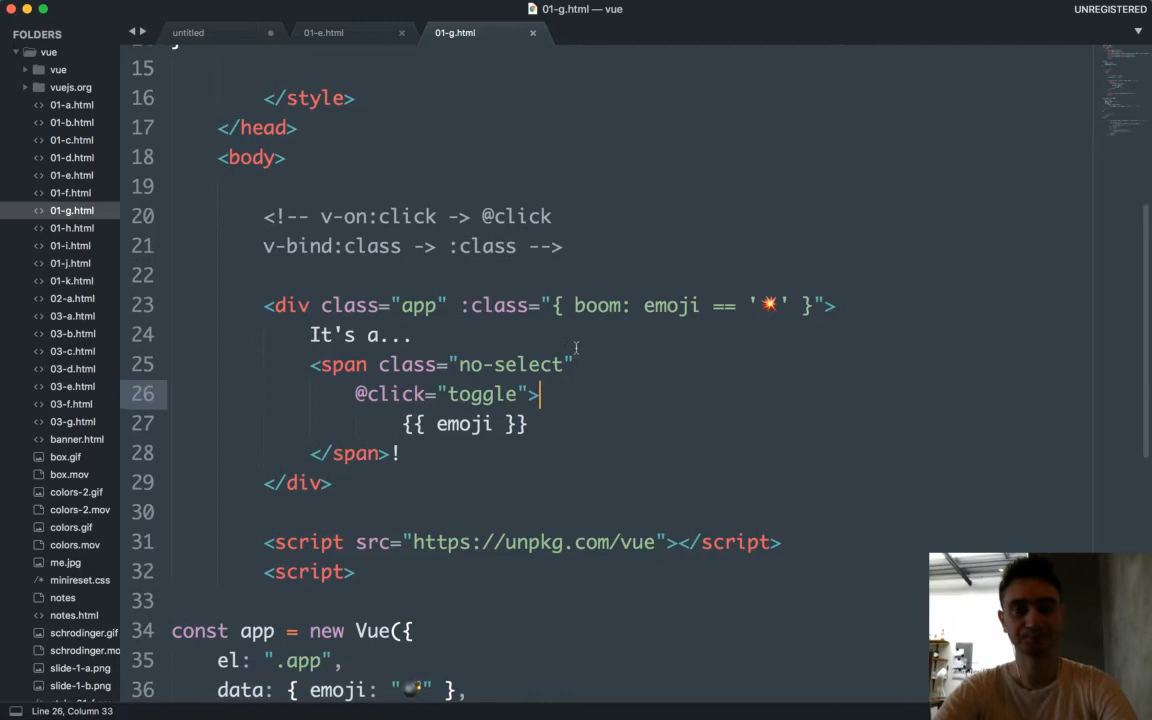 01-g.html — vue
UNREGISTERED
FOLDERS
vue
vue
vuejs.org
01-a.html
01-b.html
01-c.html
01-d.html
01-e.html
01-f.html
01-g.html
01-h.html
01-i.html
01-j.html
01-k.html
02-a.html
03-a.html
03-b.html
03-c.html
03-d.html
03-e.html
03-f.html
03-g.html
banner.html
box.gif
box.mov
colors-2.gif
colors-2.mov
colors.gif
colors.mov
me.jpg
minireset.css
notes
notes.html
schrodinger.gif
schrodinger.mo
slide-1-a.png
slide-1-b.png
untitled
01-e.html
01-g.html
15
16 </style>
17 </head>
18 <body>
19
20 <!-- v-on:click -> @click
21 v-bind:class -> :class -->
22
23 <div class="app" :class="{ boom: emoji == '💥' }">
24 It's a...
25 <span class="no-select"
26 @click="toggle">
27 {{ emoji }}
28 </span>!
29 </div>
30
31 <script src="https://unpkg.com/vue"></script>
32 <script>
33
34 const app = new Vue({
35 el: ".app",
36 data: { emoji: "💣" },
Line 26, Column 33